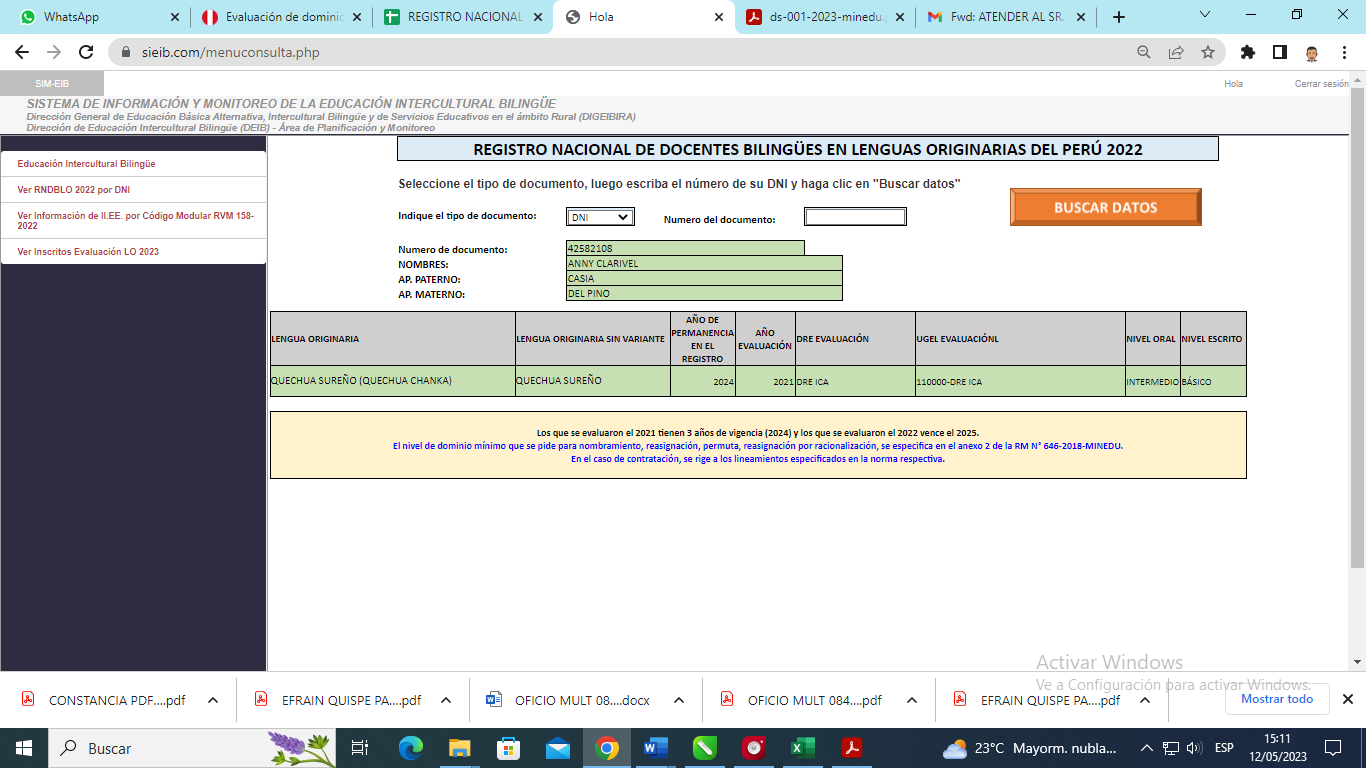 WhatsApp
Evaluación de dominio
REGISTRO NACIONAL
Hola
ds-001-2023-minedu.
Fwd: ATENDER AL SR.
sieib.com/menuconsulta.php
SIM-EIB
Hola
Cerrar sesión
SISTEMA DE INFORMACIÓN Y MONITOREO DE LA EDUCACIÓN INTERCULTURAL BILINGÜE
Dirección General de Educación Básica Alternativa, Intercultural Bilingüe y de Servicios Educativos en el ámbito Rural (DIGEIBIRA)
Dirección de Educación Intercultural Bilingüe (DEIB) - Área de Planificación y Monitoreo
Educación Intercultural Bilingüe
Ver RNDBLO 2022 por DNI
Ver Información de II.EE. por Código Modular RVM 158-
2022
Ver Inscritos Evaluación LO 2023
REGISTRO NACIONAL DE DOCENTES BILINGÜES EN LENGUAS ORIGINARIAS DEL PERÚ 2022
Seleccione el tipo de documento, luego escriba el número de su DNI y haga clic en "Buscar datos"
Indique el tipo de documento:
DNI
Numero del documento:
BUSCAR DATOS
Numero de documento:
42582108
NOMBRES:
ANNY CLARIVEL
AP. PATERNO:
CASIA
AP. MATERNO:
DEL PINO
LENGUA ORIGINARIA
LENGUA ORIGINARIA SIN VARIANTE
AÑO DE
PERMANENCIA
EN EL
REGISTRO
AÑO
EVALUACIÓN
DRE EVALUACIÓN
UGEL EVALUACIÓNL
NIVEL ORAL
NIVEL ESCRITO
QUECHUA SUREÑO (QUECHUA CHANKA)
QUECHUA SUREÑO
2024
2021
DRE ICA
110000-DRE ICA
INTERMEDIO
BÁSICO
Los que se evaluaron el 2021 tienen 3 años de vigencia (2024) y los que se evaluaron el 2022 vence el 2025.
El nivel de dominio mínimo que se pide para nombramiento, reasignación, permuta, reasignación por racionalización, se especifica en el anexo 2 de la RM N° 646-2018-MINEDU.
En el caso de contratación, se rige a los lineamientos especificados en la norma respectiva.
Activar Windows
Ve a Configuración para activar Windows.
CONSTANCIA PDF....pdf
EFRAIN QUISPE PA....pdf
OFICIO MULT 08....docx
OFICIO MULT 084....pdf
EFRAIN QUISPE PA....pdf
Mostrar todo
Buscar
23°C
Mayorm. nubla...
ESP
15:11
12/05/2023